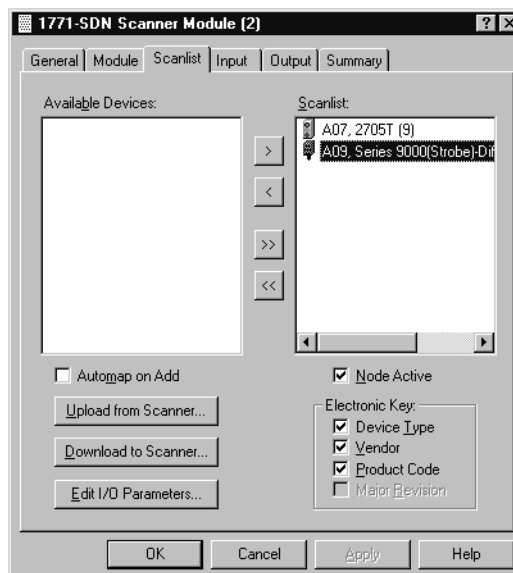 1771-SDN Scanner Module (2)
General Module Scanlist Input Output Summary
Available Devices:
Scanlist:
A07, 2705T (9)
A09, Series 9000(Strobe)-Dif
>
<
>>
<<
Automap on Add
Node Active
Upload from Scanner...
Download to Scanner...
Edit I/O Parameters...
Electronic Key:
Device Type
Vendor
Product Code
Major Revision
OK Cancel Apply Help